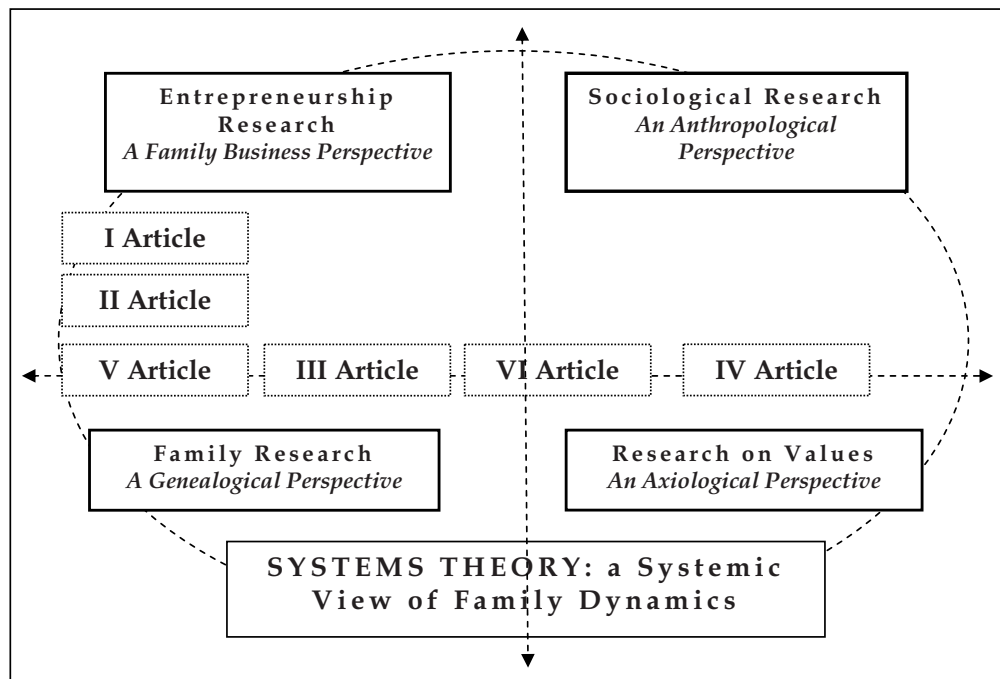 Entrepreneurship
Research
A Family Business Perspective
Sociological Research
An Anthropological
Perspective
I Article
II Article
V Article
III Article
VI Article
IV Article
Family Research
A Genealogical Perspective
Research on Values
An Axiological Perspective
SYSTEMS THEORY: a Systemic
View of Family Dynamics